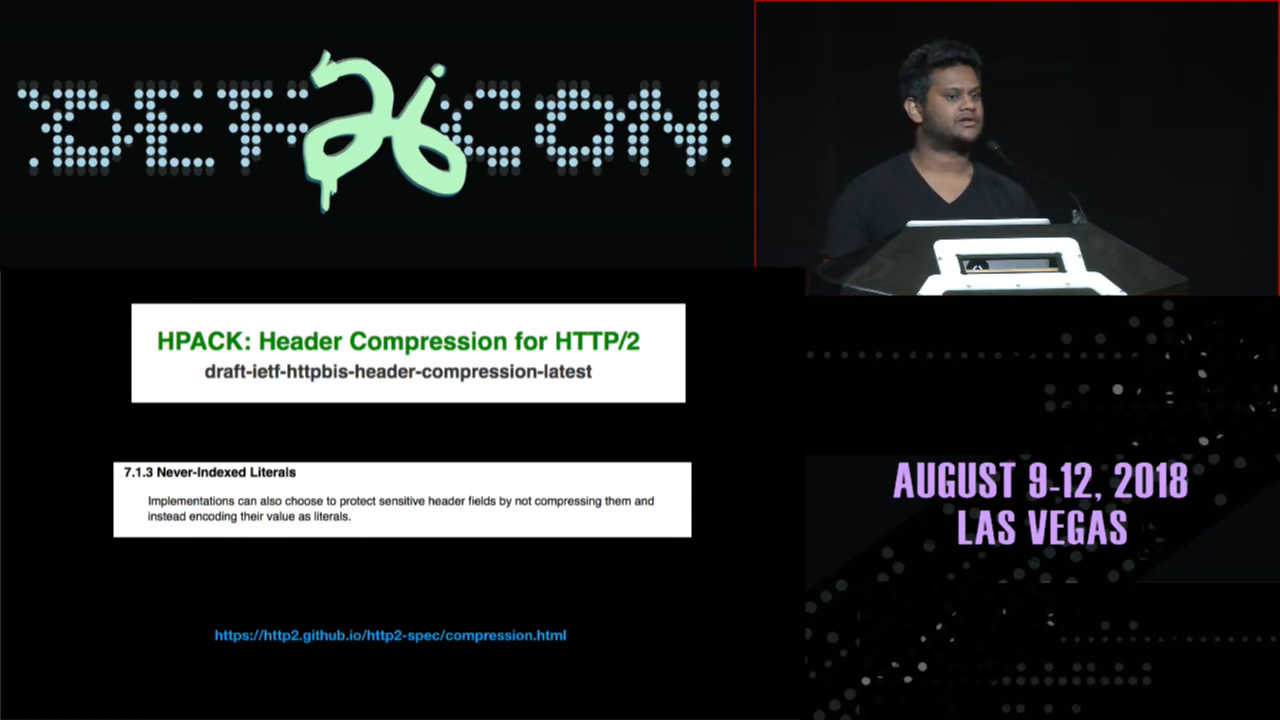 DEF 26 CON
HPACK: Header Compression for HTTP/2
draft-ietf-httpbis-header-compression-latest
7.1.3 Never-Indexed Literals
Implementations can also choose to protect sensitive header fields by not compressing them and
instead encoding their value as literals.
https://http2.github.io/http2-spec/compression.html
AUGUST 9-12, 2018
LAS VEGAS